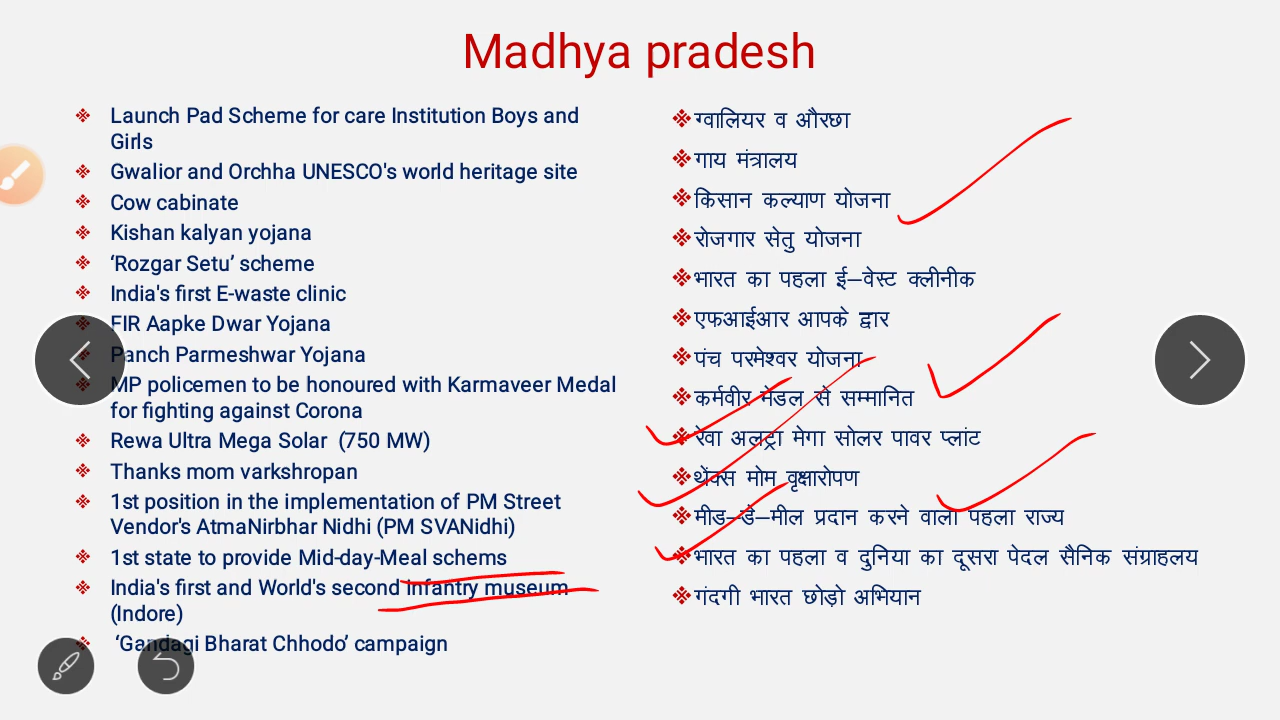 Madhya pradesh
Launch Pad Scheme for care Institution Boys and
Girls
Gwalior and Orchha UNESCO's world heritage site
Cow cabinate
Kishan kalyan yojana
‘Rozgar Setu’ scheme
India's first E-waste clinic
FIR Aapke Dwar Yojana
Panch Parmeshwar Yojana
MP policemen to be honoured with Karmaveer Medal
for fighting against Corona
Rewa Ultra Mega Solar (750 MW)
Thanks mom varkshropan
1st position in the implementation of PM Street
Vendor's AtmaNirbhar Nidhi (PM SVANidhi)
1st state to provide Mid-day-Meal schems
India's first and World's second Infantry museum
(Indore)
‘Gandagi Bharat Chhodo’ campaign
ग्वालियर व औरछा
गाय मंत्रालय
किसान कल्याण योजना
रोजगार सेतु योजना
भारत का पहला ई–वेस्ट क्लीनीक
एफआईआर आपके द्वार
पंच परमेश्वर योजना
कर्मवीर मेडल से सम्मानित
रेवा अलट्रा मेगा सोलर पावर प्लांट
थेंक्स मोम वृक्षारोपण
मीड–डे–मील प्रदान करने वाला पहला राज्य
भारत का पहला व दुनिया का दूसरा पेदल सैनिक संग्राहलय
गंदगी भारत छोड़ो अभियान